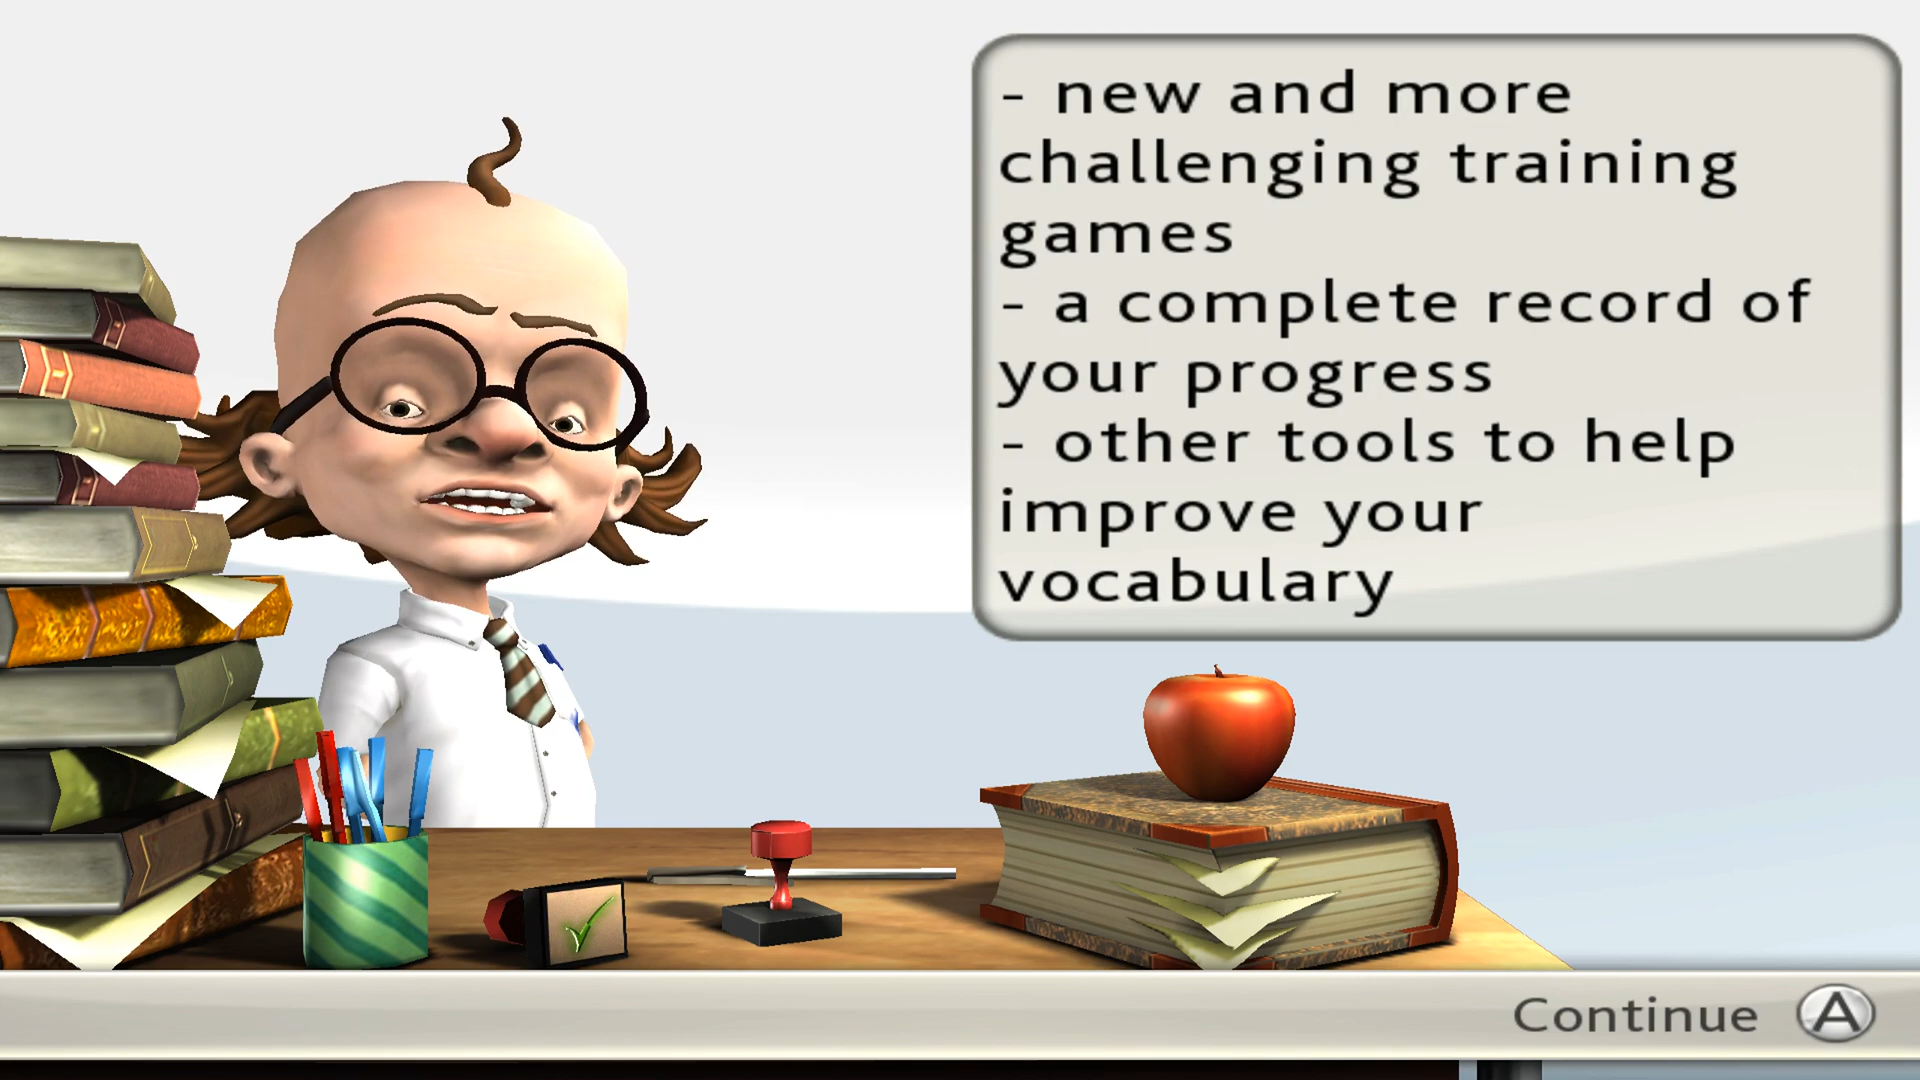 - new and more
challenging training
games
- a complete record of
your progress
- other tools to help
improve your
vocabulary
Continue A